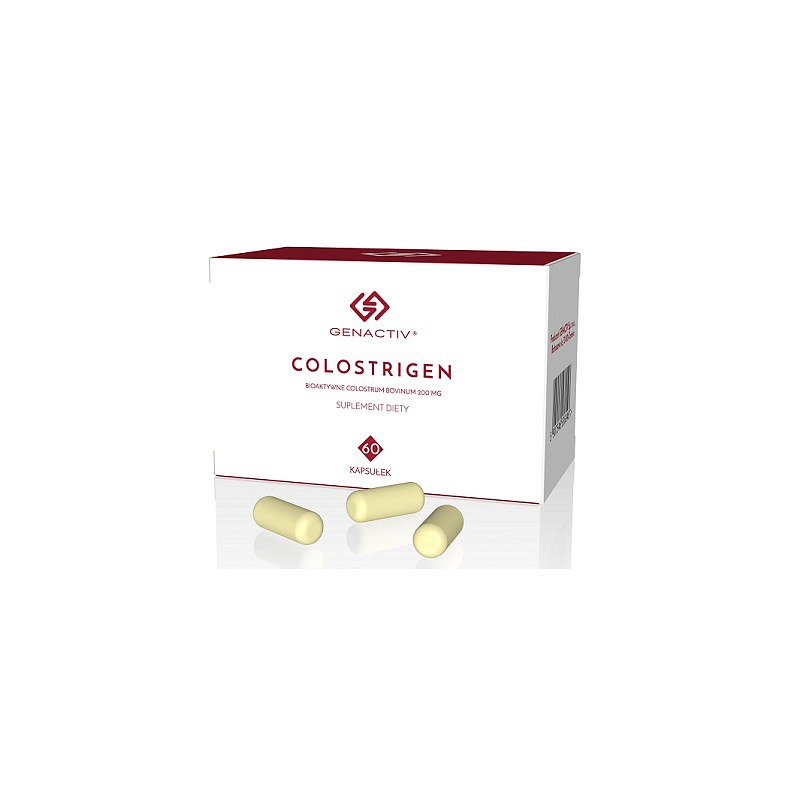 GENACTIV®
COLOSTRIGEN
BIOAKTYWNE COLOSTRUM BOVINUM 200 MG
SUPLEMENT DIETY
60
KAPSUŁEK